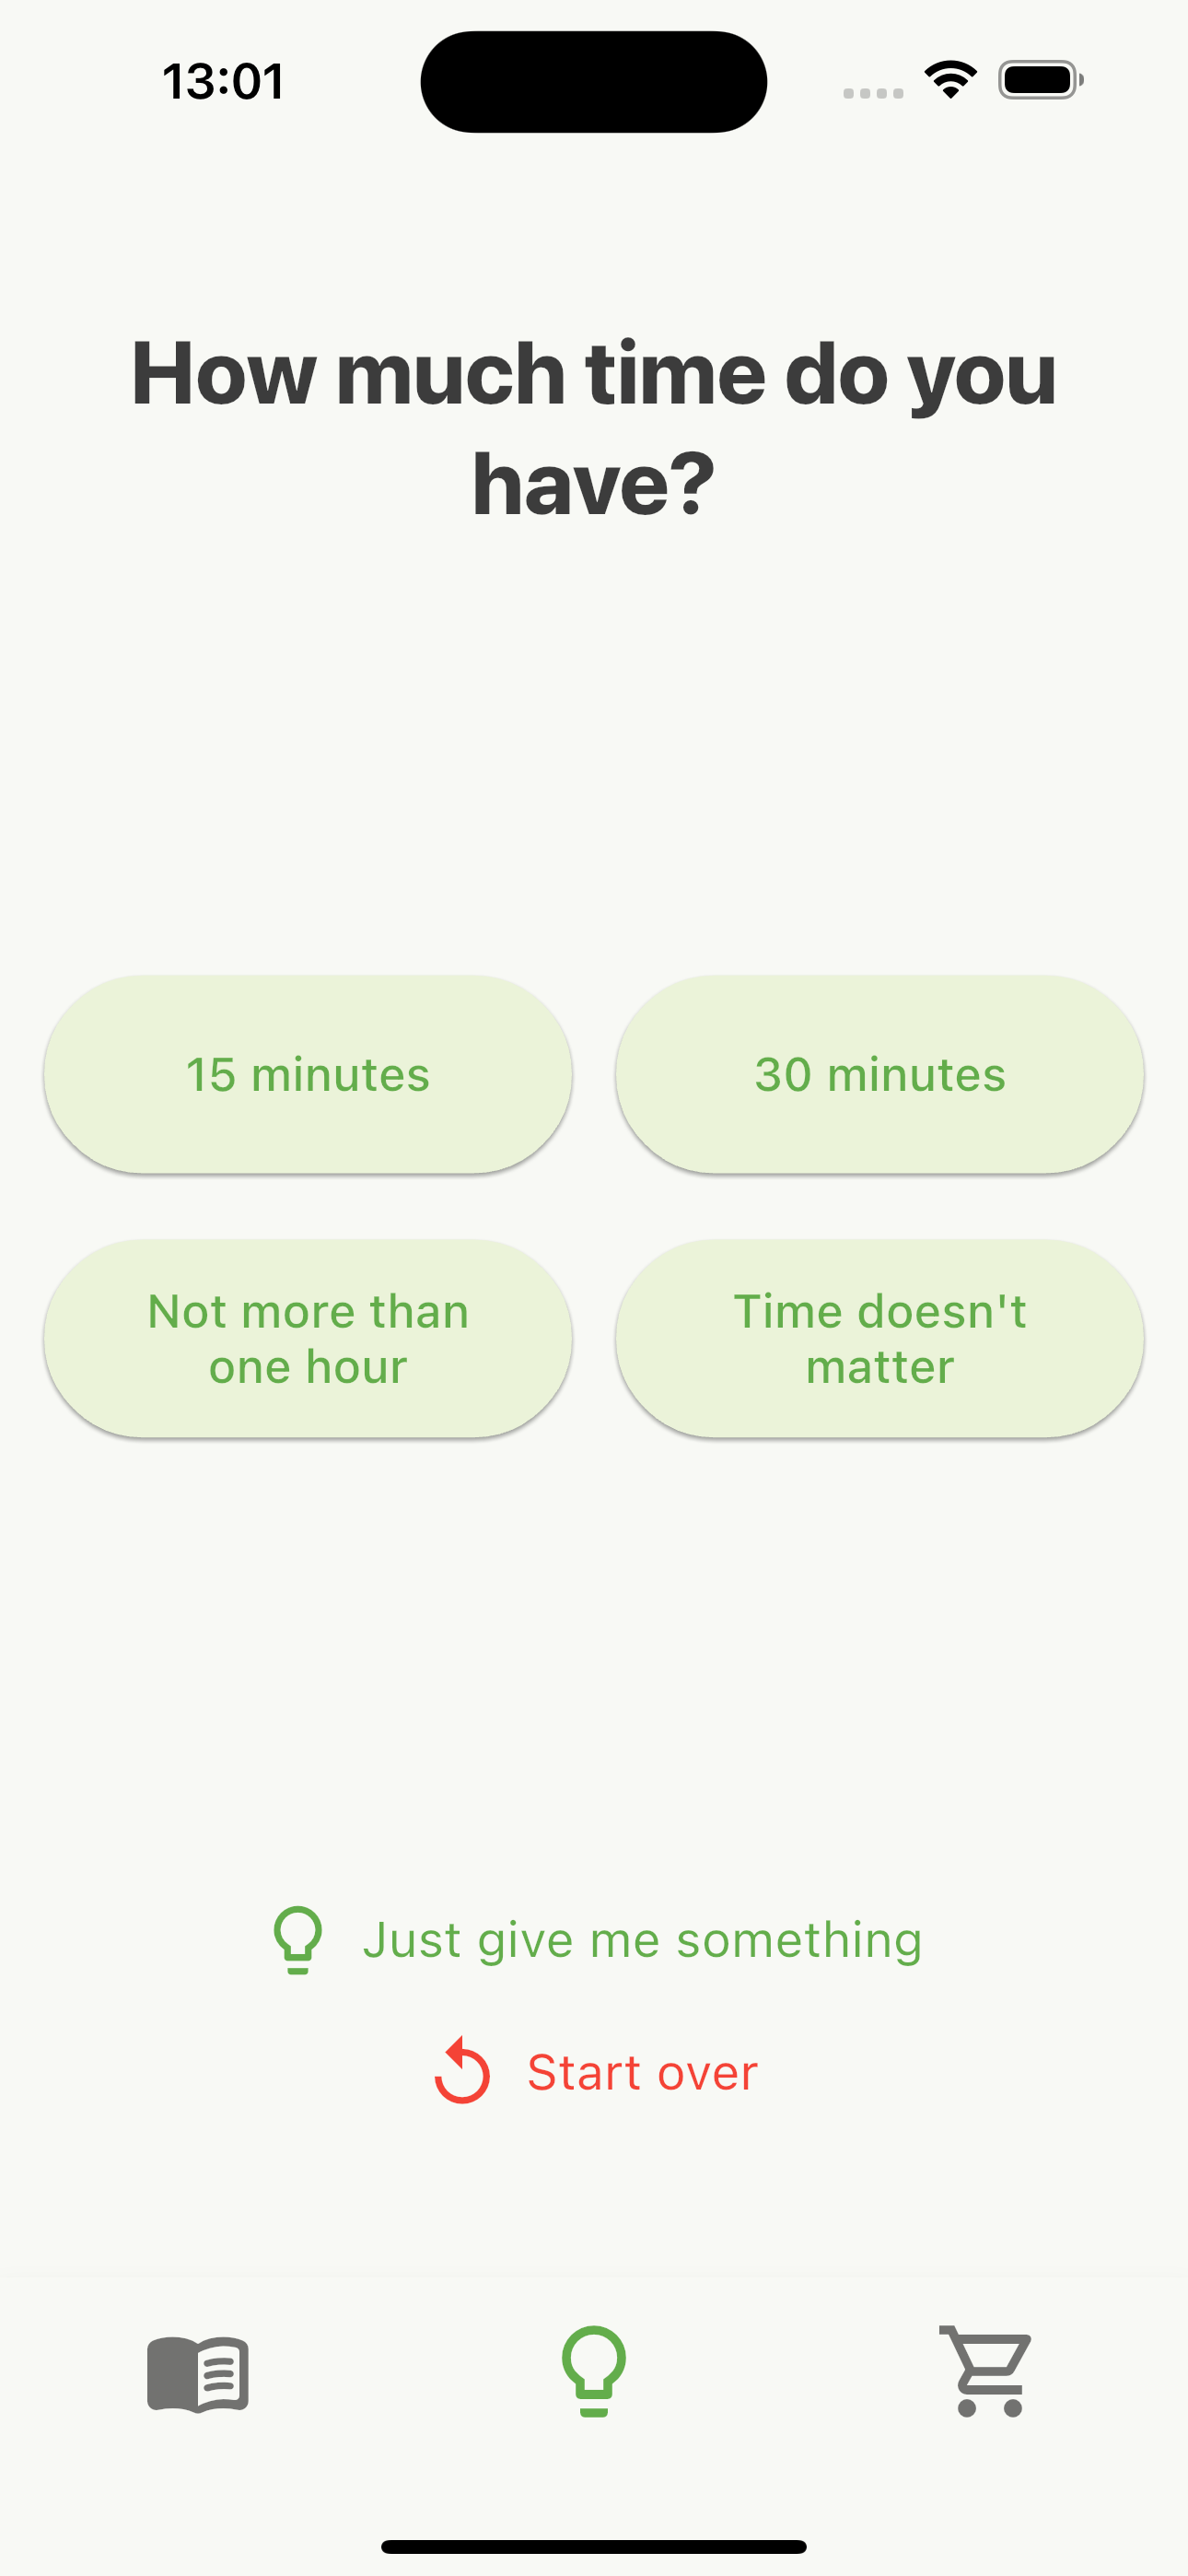 13:01
How much time do you
have?
15 minutes
30 minutes
Not more than
one hour
Time doesn't
matter
Just give me something
Start over